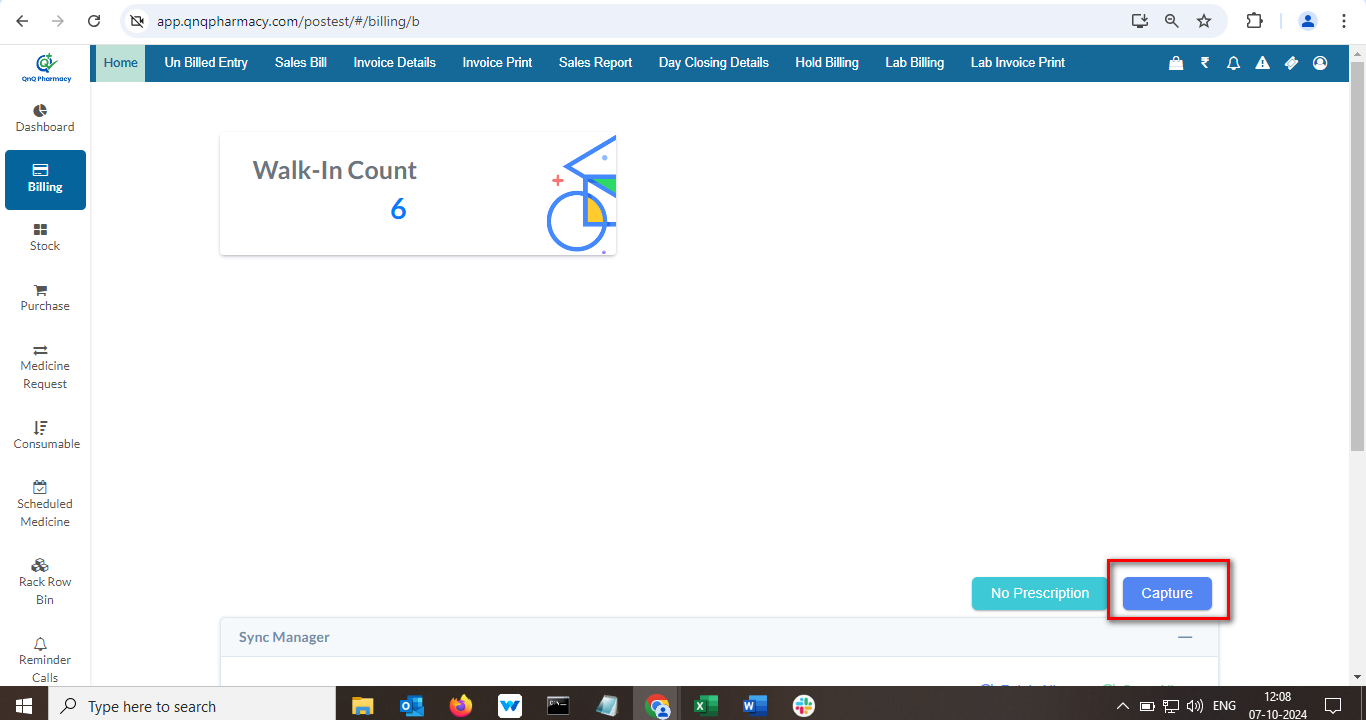 app.qnqpharmacy.com/postest/#/billing/b
QnQ Pharmacy
Home
Un Billed Entry
Sales Bill
Invoice Details
Invoice Print
Sales Report
Day Closing Details
Hold Billing
Lab Billing
Lab Invoice Print
Dashboard
Billing
Stock
Purchase
Medicine
Request
Consumable
Scheduled
Medicine
Rack Row
Bin
Reminder
Calls
Walk-In Count
6
No Prescription
Capture
Sync Manager
Type here to search
ENG
12:08
07-10-2024